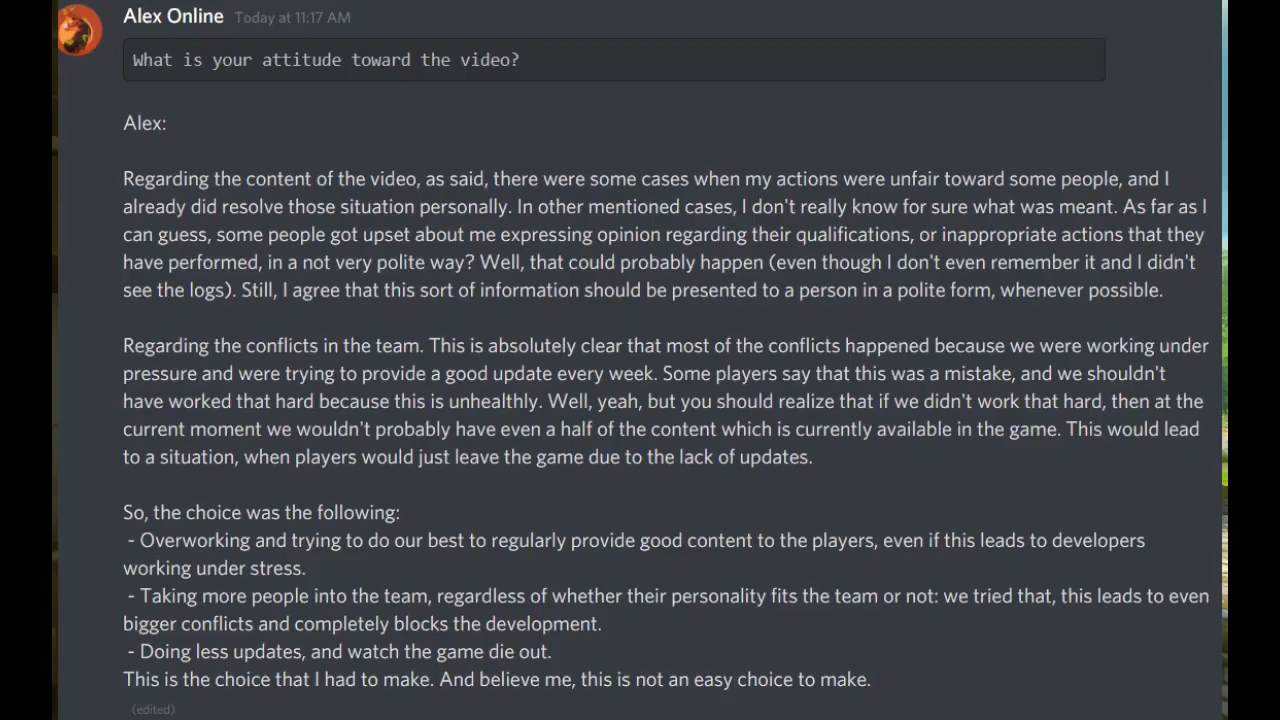 Alex Online Today at 11:17 AM
What is your attitude toward the video?
Alex:
Regarding the content of the video, as said, there were some cases when my actions were unfair toward some people, and I
already did resolve those situation personally. In other mentioned cases, I don't really know for sure what was meant. As far as I
can guess, some people got upset about me expressing opinion regarding their qualifications, or inappropriate actions that they
have performed, in a not very polite way? Well, that could probably happen (even though I don't even remember it and I didn't
see the logs). Still, I agree that this sort of information should be presented to a person in a polite form, whenever possible.
Regarding the conflicts in the team. This is absolutely clear that most of the conflicts happened because we were working under
pressure and were trying to provide a good update every week. Some players say that this was a mistake, and we shouldn't
have worked that hard because this is unhealthly. Well, yeah, but you should realize that if we didn't work that hard, then at the
current moment we wouldn't probably have even a half of the content which is currently available in the game. This would lead
to a situation, when players would just leave the game due to the lack of updates.
So, the choice was the following:
- Overworking and trying to do our best to regularly provide good content to the players, even if this leads to developers
working under stress.
- Taking more people into the team, regardless of whether their personality fits the team or not: we tried that, this leads to even
bigger conflicts and completely blocks the development.
- Doing less updates, and watch the game die out.
This is the choice that I had to make. And believe me, this is not an easy choice to make.
(edited)